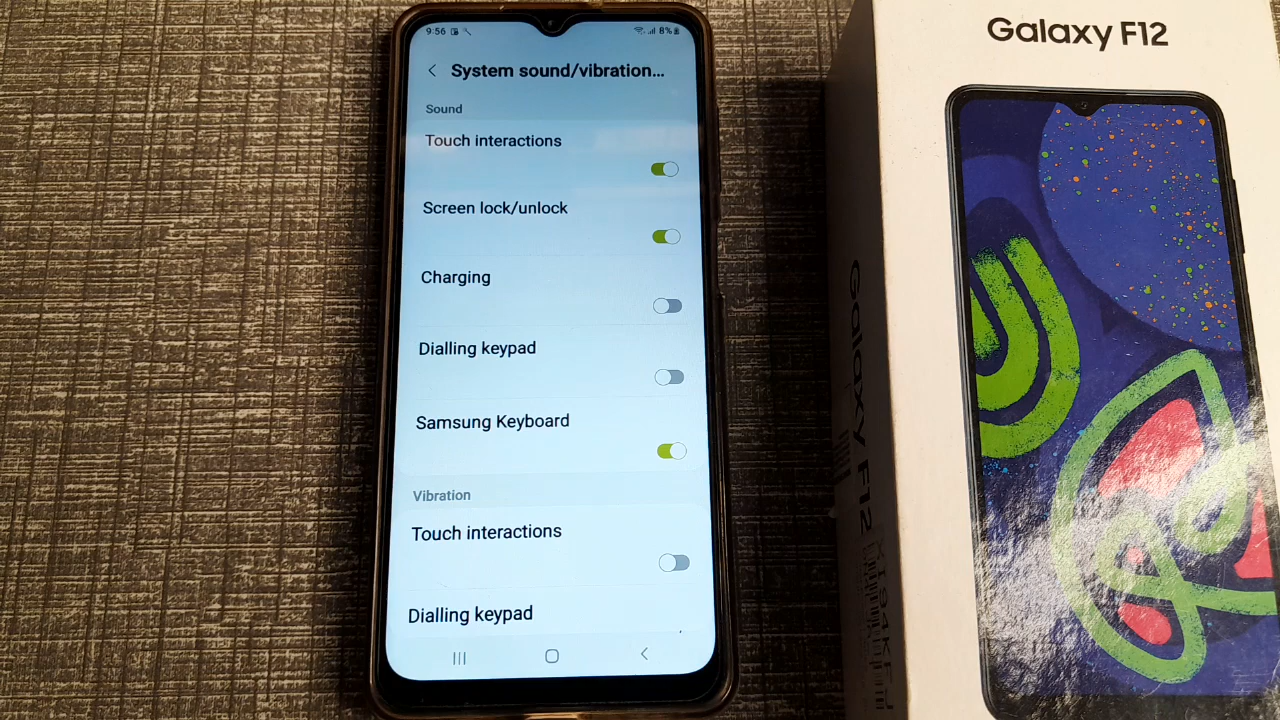 9:56
8%
System sound/vibration...
Sound
Touch interactions
Screen lock/unlock
Charging
Dialling keypad
Samsung Keyboard
Vibration
Touch interactions
Dialling keypad
Galaxy F12
Galaxy F12